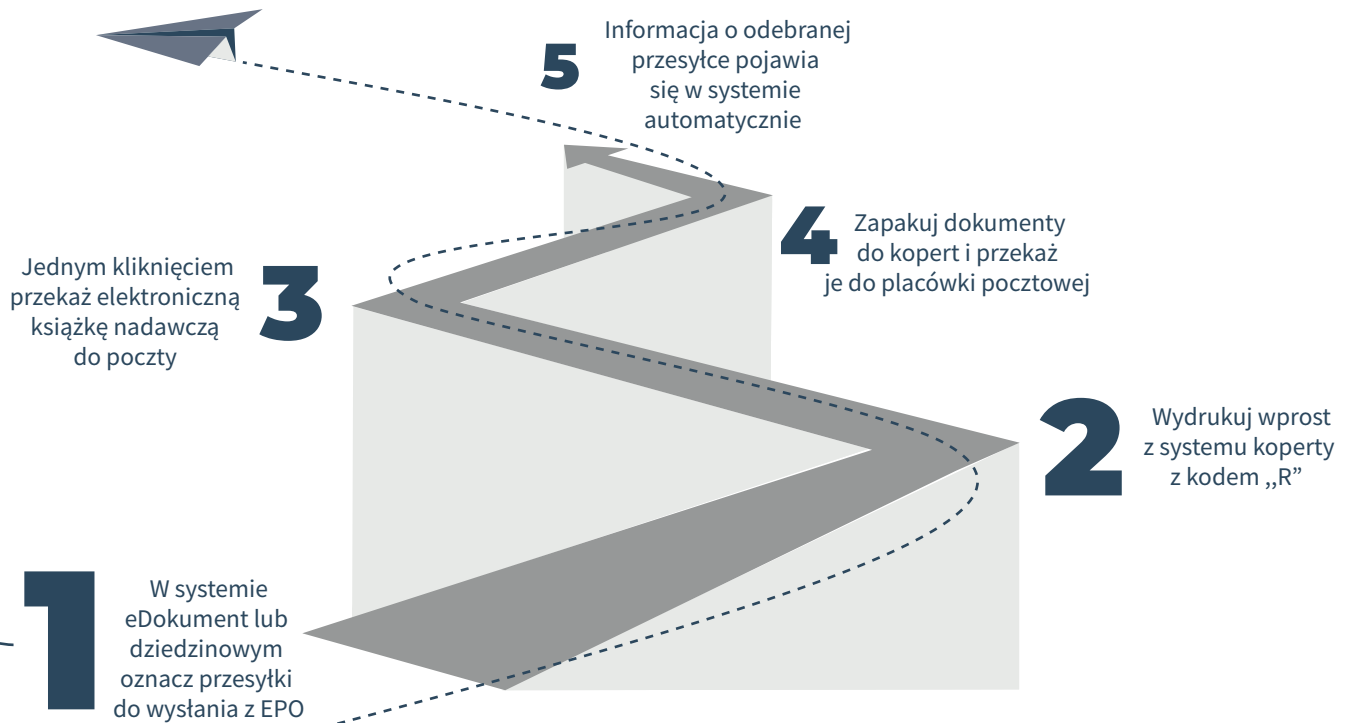 1
W systemie
eDokument lub
dziedzinowym
oznacz przesyłki
do wysłania z EPO
2
Wydrukuj wprost
z systemu koperty
z kodem ,,R”
3
Jednym kliknięciem
przekaż elektroniczną
książkę nadawczą
do poczty
4
Zapakuj dokumenty
do kopert i przekaż
je do placówki pocztowej
5
Informacja o odebranej
przesyłce pojawia
się w systemie
automatycznie